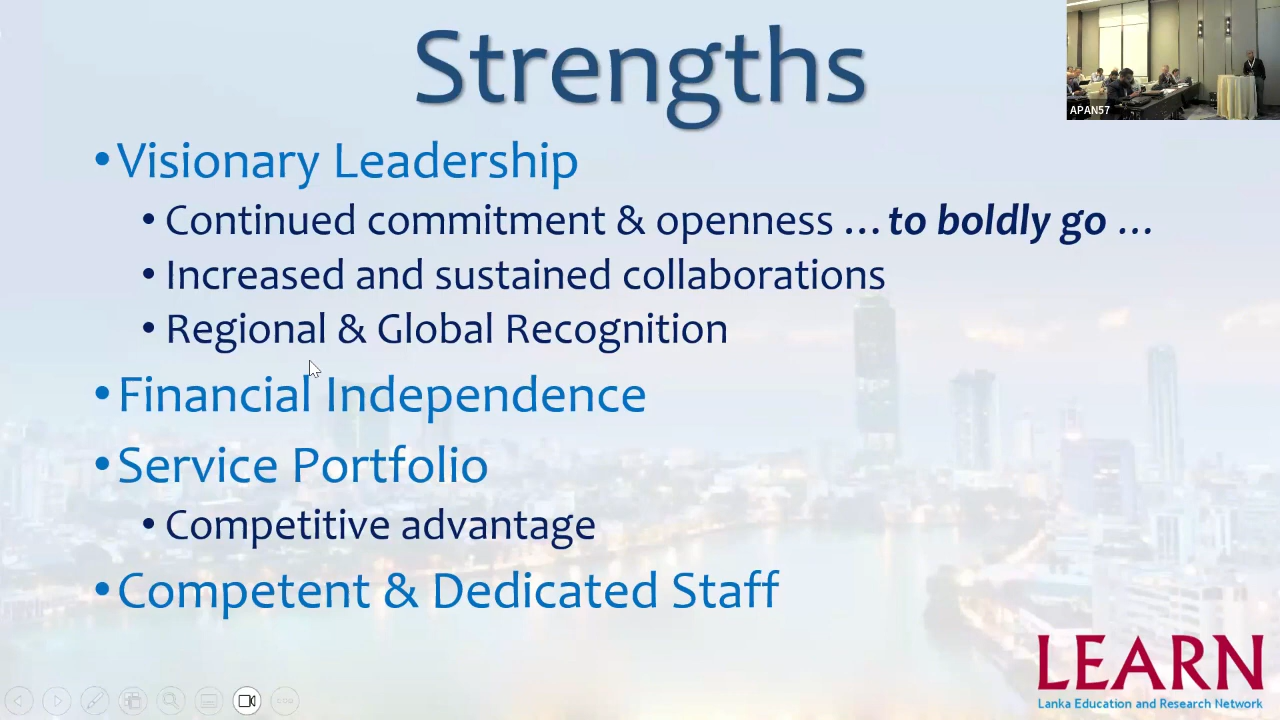 Strengths
APAN57
•Visionary Leadership
• Continued commitment & openness ...to boldly go ...
• Increased and sustained collaborations
• Regional & Global Recognition
•Financial Independence
•Service Portfolio
• Competitive advantage
•Competent & Dedicated Staff
LEARN
Lanka Education and Research Network